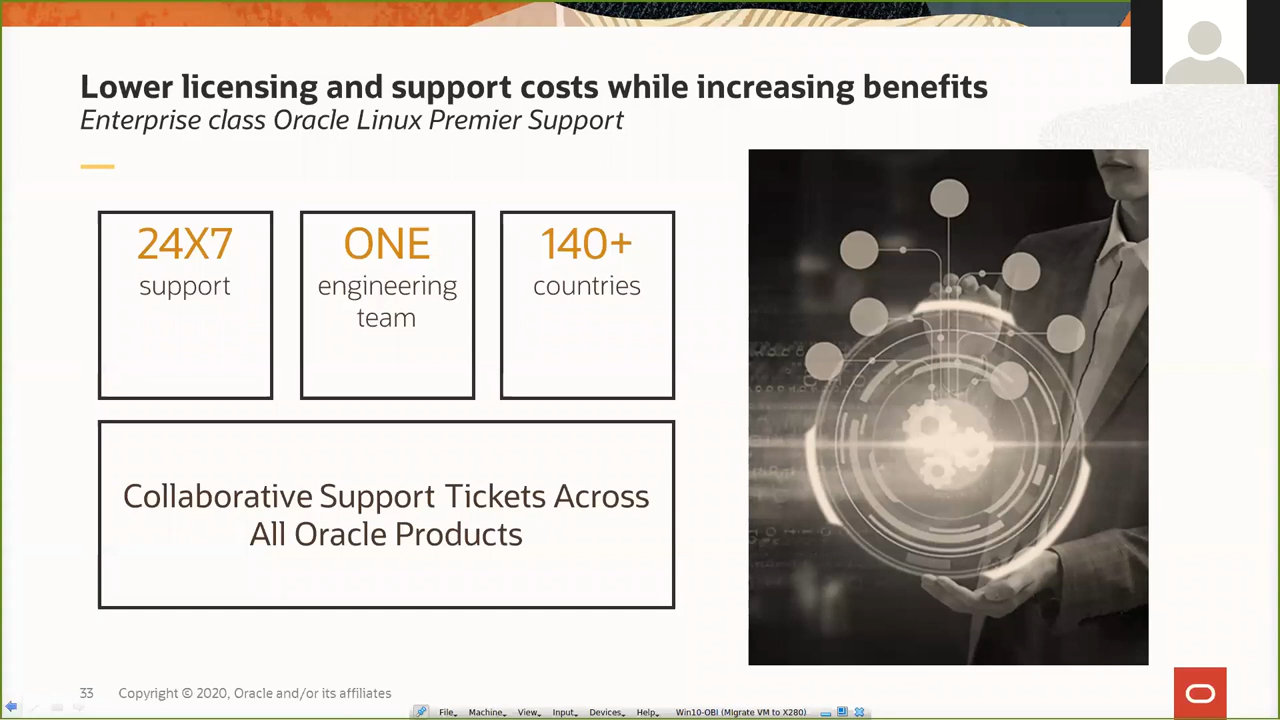 Lower licensing and support costs while increasing benefits
Enterprise class Oracle Linux Premier Support
24X7
support
ONE
engineering
team
140+
countries
Collaborative Support Tickets Across
All Oracle Products
33 Copyright © 2020, Oracle and/or its affiliates
File Machine View Input Devices Help Win10-OBI (Migrate VM to X280)